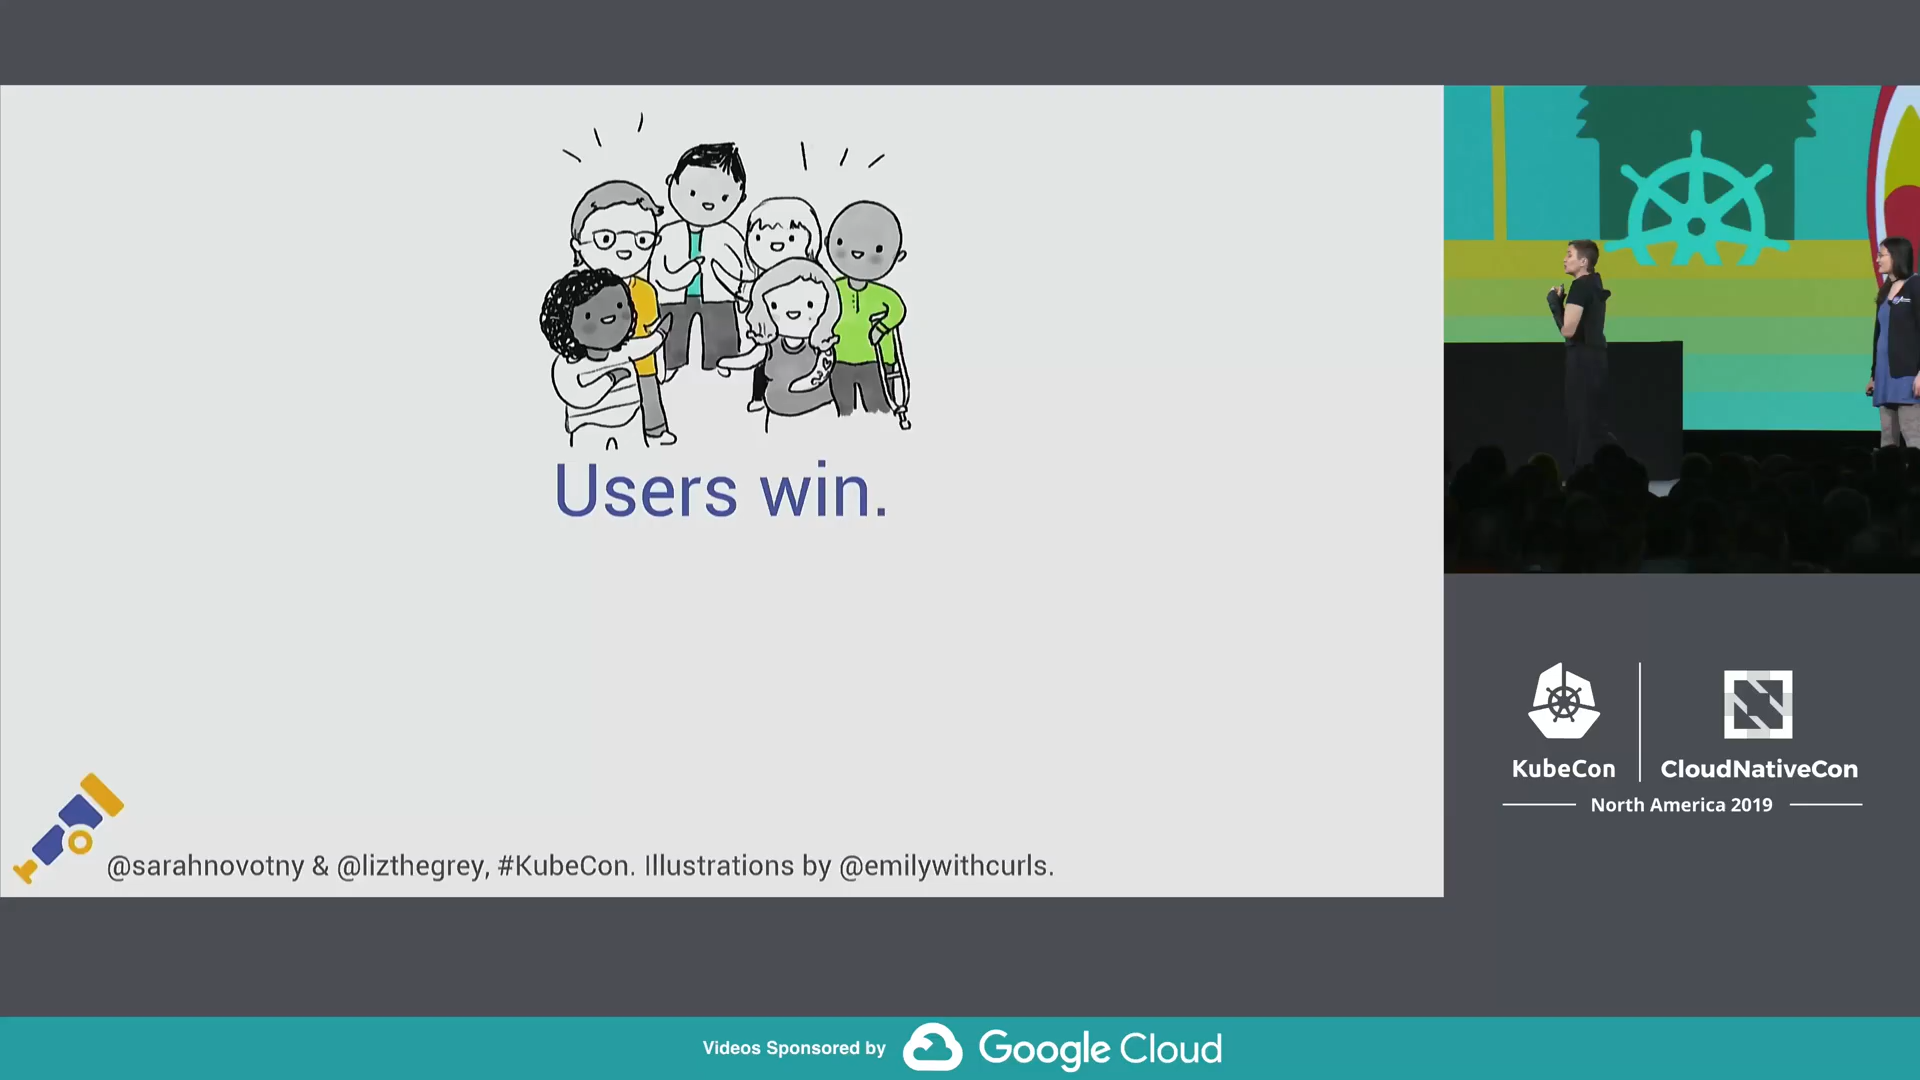 Users win.
@sarahnovotny & @lizthegrey, #KubeCon. Illustrations by @emilywithcurls.
KubeCon
CloudNativeCon
North America 2019
Videos Sponsored by Google Cloud